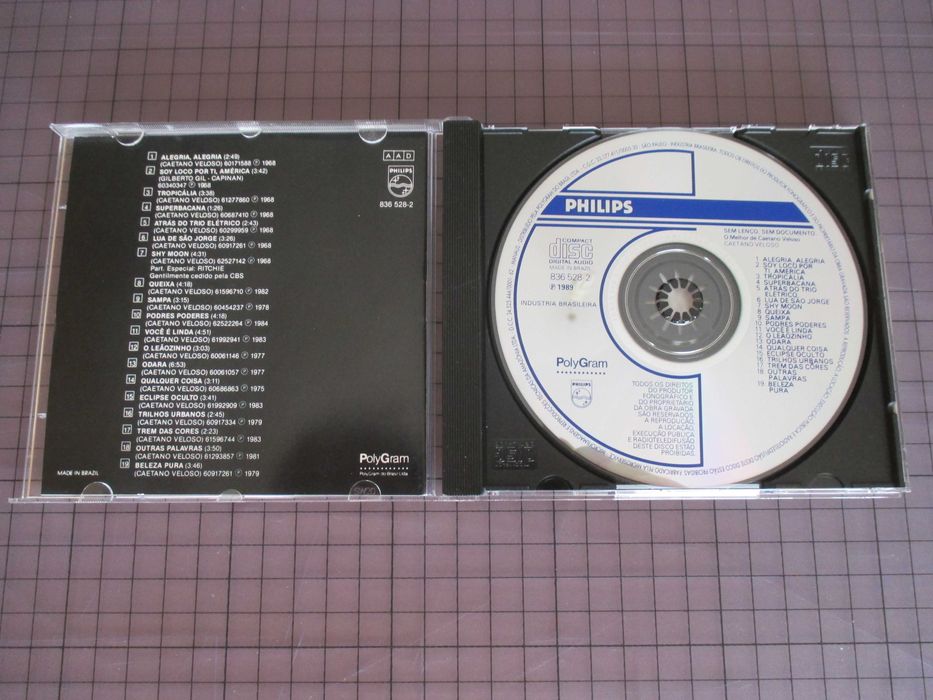 1 ALEGRIA, ALEGRIA (2:49)
(CAETANO VELOSO) 60171588 Ⓟ 1968
2 SOY LOCO POR TI, AMÉRICA (3:42)
(GILBERTO GIL - CAPINAN)
60340347 Ⓟ 1968
3 TROPICÁLIA (3:38)
(CAETANO VELOSO) 61277860 Ⓟ 1968
4 SUPERBACANA (1:26)
(CAETANO VELOSO) 60687410 Ⓟ 1968
5 ATRÁS DO TRIO ELÉTRICO (2:43)
(CAETANO VELOSO) 60299959 Ⓟ 1968
6 LUA DE SÃO JORGE (3:26)
(CAETANO VELOSO) 60917261 Ⓟ 1968
7 SHY MOON (4:31)
(CAETANO VELOSO) 62527142 Ⓟ 1968
Part. Especial: RITCHIE
Gentilmente cedido pela CBS
8 QUEIXA (4:18)
(CAETANO VELOSO) 61596710 Ⓟ 1982
9 SAMPA (3:15)
(CAETANO VELOSO) 60454237 Ⓟ 1978
10 PODRES PODERES (4:18)
(CAETANO VELOSO) 62522264 Ⓟ 1984
11 VOCÊ É LINDA (4:51)
(CAETANO VELOSO) 61992941 Ⓟ 1983
12 O LEÃOZINHO (3:03)
(CAETANO VELOSO) 60061146 Ⓟ 1977
13 ODARA (6:53)
(CAETANO VELOSO) 60061057 Ⓟ 1977
14 QUALQUER COISA (3:11)
(CAETANO VELOSO) 60686863 Ⓟ 1975
15 ECLIPSE OCULTO (3:41)
(CAETANO VELOSO) 61992909 Ⓟ 1983
16 TRILHOS URBANOS (2:45)
(CAETANO VELOSO) 60917334 Ⓟ 1979
17 TREM DAS CORES (2:23)
(CAETANO VELOSO) 61596744 Ⓟ 1983
18 OUTRAS PALAVRAS (3:50)
(CAETANO VELOSO) 61293857 Ⓟ 1981
19 BELEZA PURA (3:46)
(CAETANO VELOSO) 60917261 Ⓟ 1979
MADE IN BRAZIL
A A D
PHILIPS
836 528-2
PolyGram
PolyGram do Brasil Ltda.
PHILIPS
SEM LENÇO, SEM DOCUMENTO
O Melhor de Caetano Veloso
CAETANO VELOSO
COMPACT
disc
DIGITAL AUDIO
MADE IN BRAZIL
836 528-2
Ⓟ 1989
INDÚSTRIA BRASILEIRA
1. ALEGRIA, ALEGRIA
2. SOY LOCO POR
TI, AMERICA
3. TROPICÁLIA
4. SUPERBACANA
5. ATRÁS DO TRIO
ELÉTRICO
6. LUA DE SÃO JORGE
7. SHY MOON
8. QUEIXA
9. SAMPA
10. PODRES PODERES
11. VOCÊ É LINDA
12. O LEÃOZINHO
13. ODARA
14. QUALQUER COISA
15. ECLIPSE OCULTO
16. TRILHOS URBANOS
17. TREM DAS CORES
18. OUTRAS
PALAVRAS
19. BELEZA
PURA
PolyGram
PHILIPS
TODOS OS DIREITOS
DO PRODUTOR
FONOGRÁFICO E
DO PROPRIETÁRIO
DA OBRA GRAVADA
SÃO RESERVADOS.
A REPRODUÇÃO,
A LOCAÇÃO,
EXECUÇÃO PÚBLICA
E RADIOTELEDIFUSÃO
DESTE DISCO ESTÃO
PROIBIDAS.